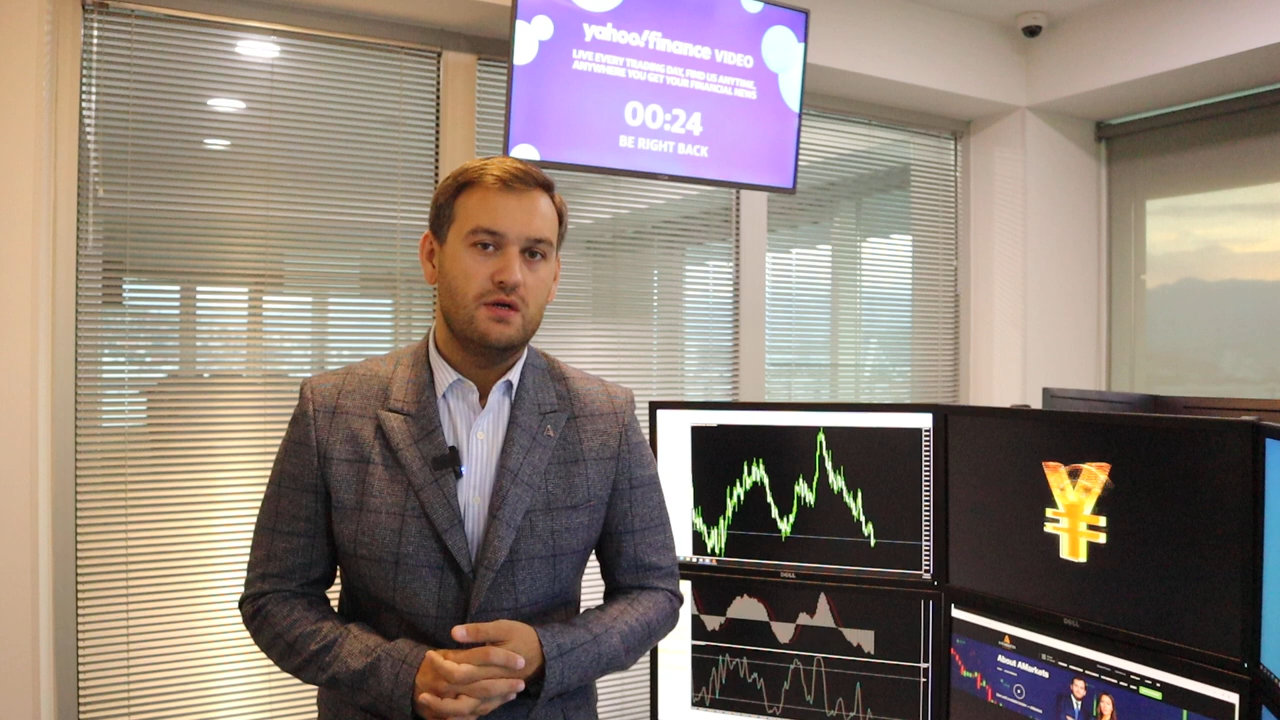 yahoo!finance VIDEO
LIVE EVERY TRADING DAY, FIND US ANYTIME,
ANYWHERE YOU GET YOUR FINANCIAL NEWS
00:24
BE RIGHT BACK
¥
DELL
DELL
About AMarkets